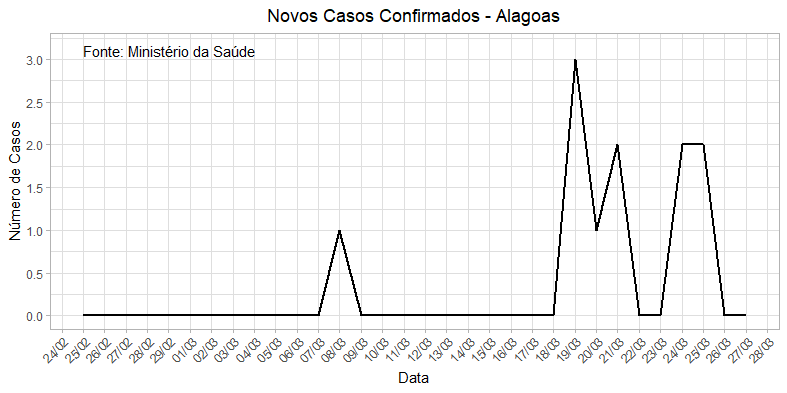 Novos Casos Confirmados - Alagoas
Fonte: Ministério da Saúde
Número de Casos
3.0
2.5
2.0
1.5
1.0
0.5
0.0
24/02 25/02 26/02 27/02 28/02 29/02 01/03 02/03 03/03 05/03 06/03 07/03 08/03 09/03 10/03 11/03 12/03 13/03 14/03 15/03 16/03 17/03 18/03 19/03 20/03 21/03 22/03 23/03 24/03 25/03 26/03 27/03 28/03
Data